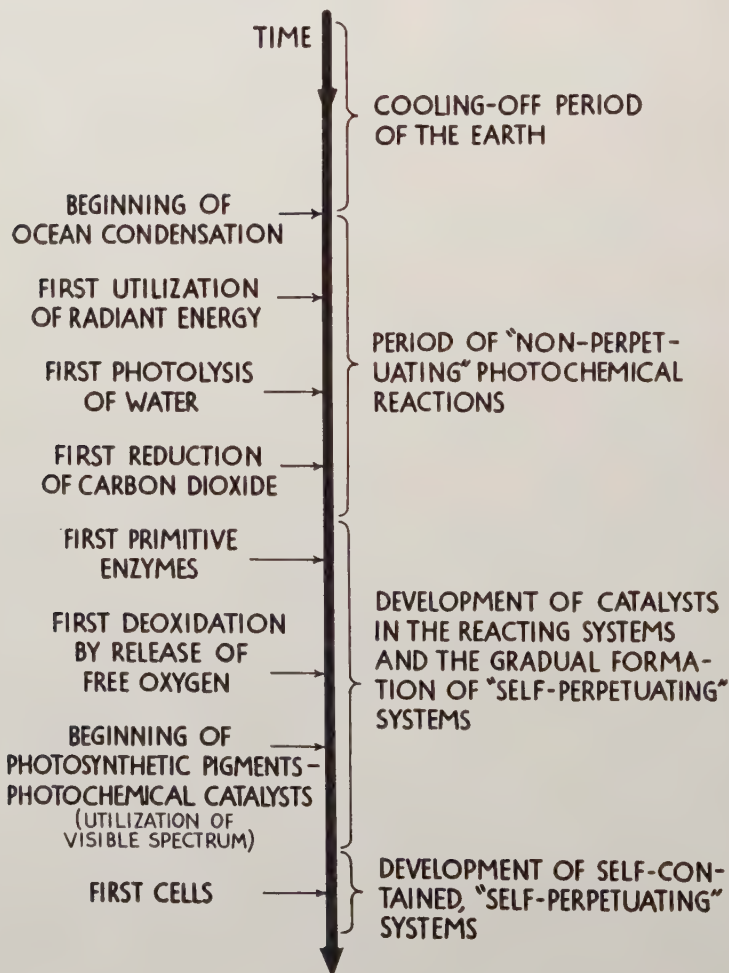 TIME
COOLING-OFF PERIOD
OF THE EARTH
BEGINNING OF
OCEAN CONDENSATION
FIRST UTILIZATION
OF RADIANT ENERGY
PERIOD OF "NON-PERPET-
UATING" PHOTOCHEMICAL
REACTIONS
FIRST PHOTOLYSIS
OF WATER
FIRST REDUCTION
OF CARBON DIOXIDE
FIRST PRIMITIVE
ENZYMES
DEVELOPMENT OF CATALYSTS
IN THE REACTING SYSTEMS
AND THE GRADUAL FORMA-
TION OF "SELF-PERPETUATING"
SYSTEMS
FIRST DEOXIDATION
BY RELEASE OF
FREE OXYGEN
BEGINNING OF
PHOTOSYNTHETIC PIGMENTS-
PHOTOCHEMICAL CATALYSTS
(UTILIZATION OF
VISIBLE SPECTRUM)
FIRST CELLS
DEVELOPMENT OF SELF-CON-
TAINED, "SELF-PERPETUATING"
SYSTEMS